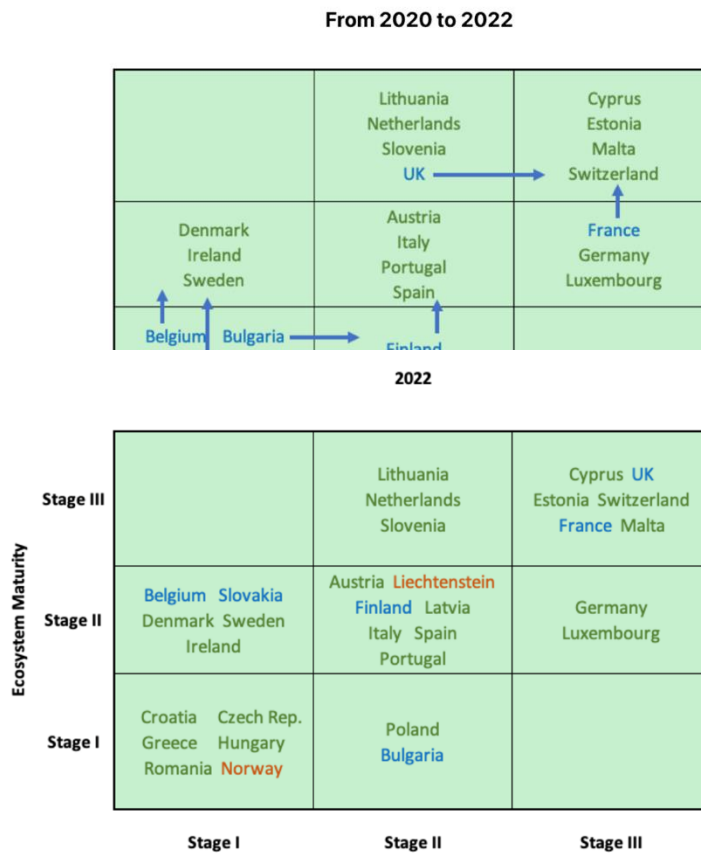 From 2020 to 2022
Lithuania
Netherlands
Slovenia
UK
Cyprus
Estonia
Malta
Switzerland
Denmark
Ireland
Sweden
Austria
Italy
Portugal
Spain
France
Germany
Luxembourg
Belgium
Bulgaria
Finland
2022
Ecosystem Maturity
Stage III
Lithuania
Netherlands
Slovenia
Cyprus UK
Estonia Switzerland
France Malta
Stage II
Belgium Slovakia
Denmark Sweden
Ireland
Austria Liechtenstein
Finland Latvia
Italy Spain
Portugal
Germany
Luxembourg
Stage I
Croatia Czech Rep.
Greece Hungary
Romania Norway
Poland
Bulgaria
Stage I
Stage II
Stage III